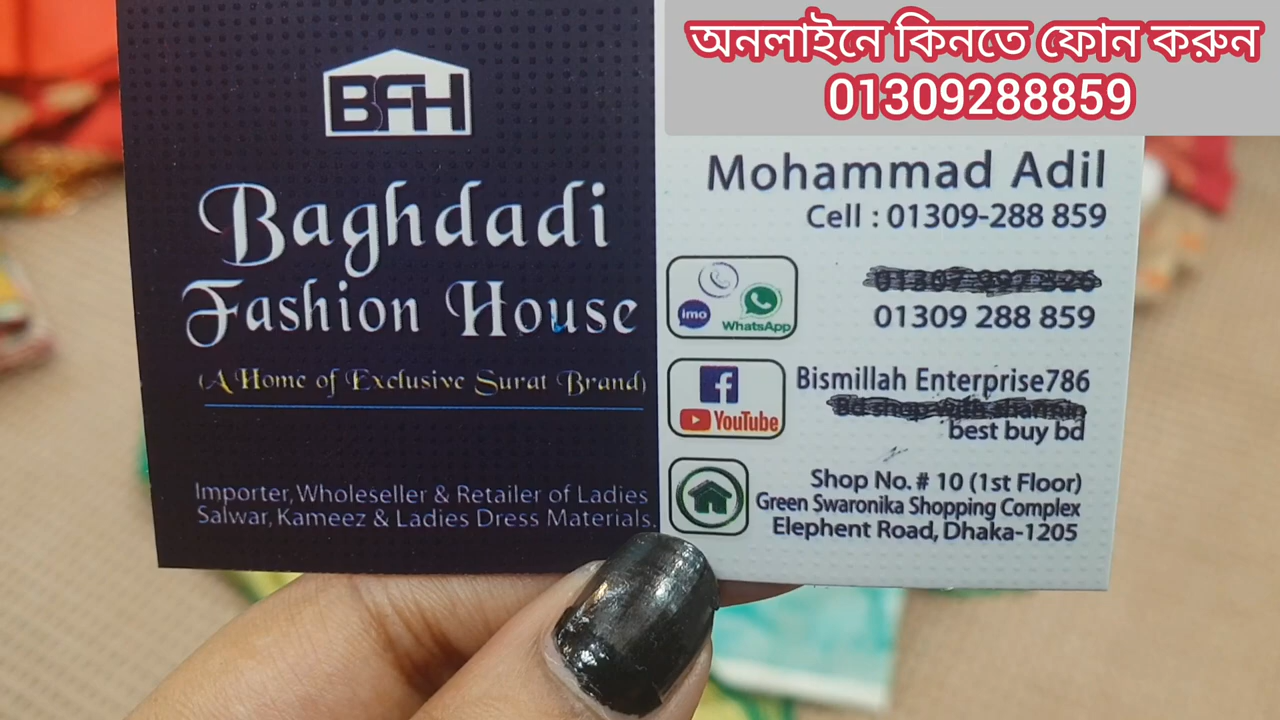 অনলাইনে কিনতে ফোন করুন
01309288859
BFH
Baghdadi
Fashion House
(A Home of Exclusive Surat Brand)
Importer, Wholeseller & Retailer of Ladies
Salwar, Kameez & Ladies Dress Materials.
Mohammad Adil
Cell : 01309-288 859
imo
WhatsApp
01309 288 859
f
YouTube
Bismillah Enterprise786
best buy bd
Shop No. # 10 (1st Floor)
Green Swaronika Shopping Complex
Elephent Road, Dhaka-1205